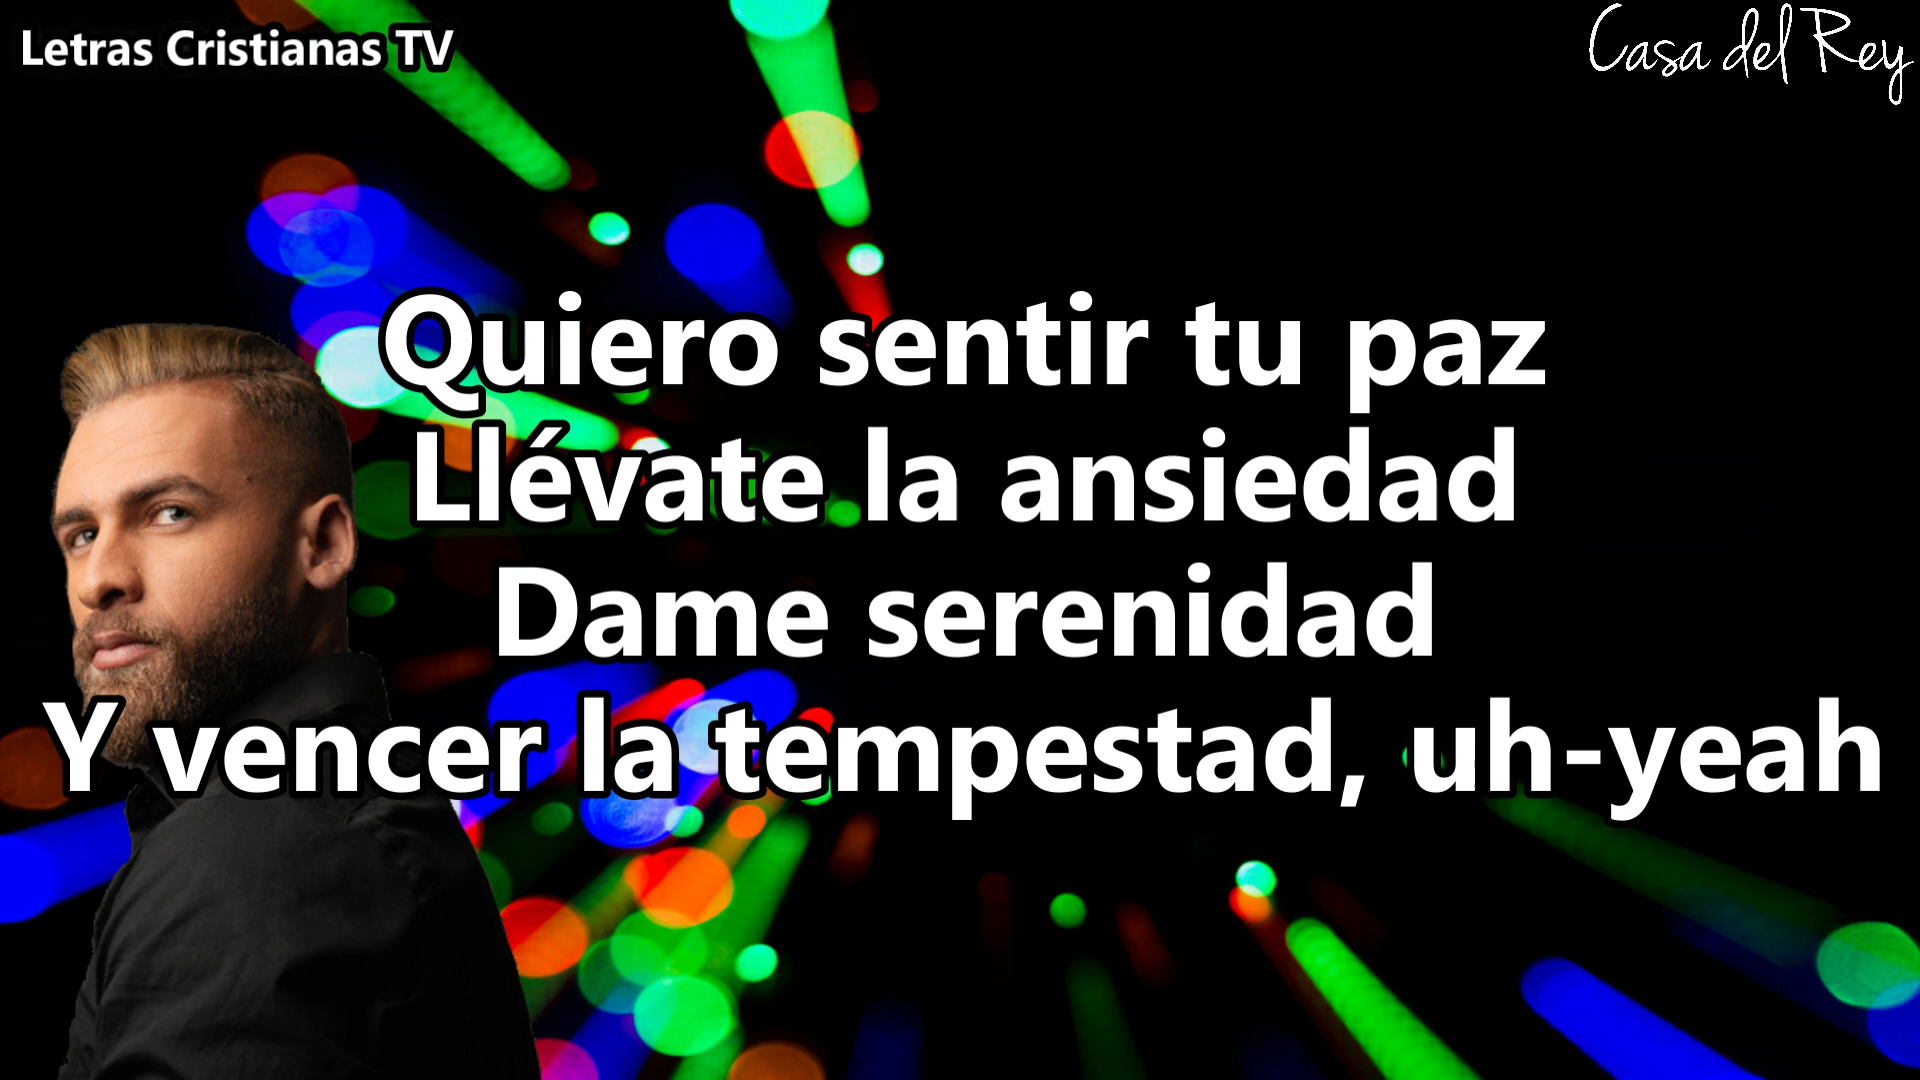 Letras Cristianas TV
Casa del Rey
Quiero sentir tu paz
Llévate la ansiedad
Dame serenidad
Y vencer la tempestad, uh-yeah